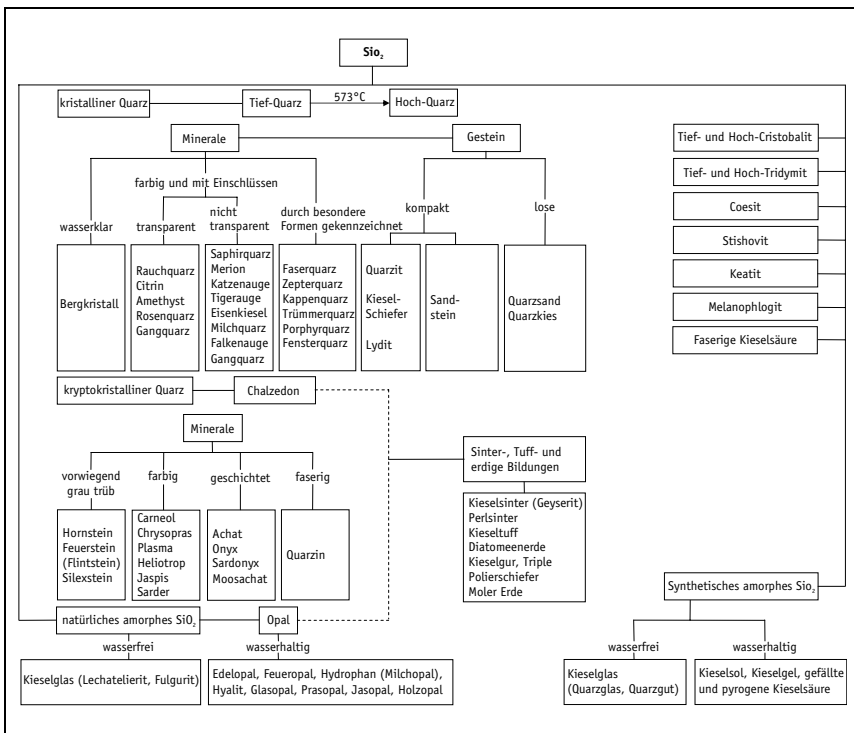 Sio₂
kristalliner Quarz
Tief-Quarz
573°C
Hoch-Quarz
Minerale
Gestein
farbig und mit Einschlüssen
wasserklar
transparent
nicht
transparent
durch besondere
Formen gekennzeichnet
kompakt
lose
Bergkristall
Rauchquarz
Citrin
Amethyst
Rosenquarz
Gangquarz
Saphirquarz
Merion
Katzenauge
Tigerauge
Eisenkiesel
Milchquarz
Falkenauge
Gangquarz
Faserquarz
Zepterquarz
Kappenquarz
Trümmerquarz
Porphyrquarz
Fensterquarz
Quarzit
Kiesel-
Schiefer
Lydit
Sand-
stein
Quarzsand
Quarzkies
Tief- und Hoch-Cristobalit
Tief- und Hoch-Tridymit
Coesit
Stishovit
Keatit
Melanophlogit
Faserige Kieselsäure
kryptokristalliner Quarz
Chalzedon
Minerale
vorwiegend
grau trüb
farbig
geschichtet
faserig
Hornstein
Feuerstein
(Flintstein)
Silexstein
Carneol
Chrysopras
Plasma
Heliotrop
Jaspis
Sarder
Achat
Onyx
Sardonyx
Moosachat
Quarzin
Sinter-, Tuff- und
erdige Bildungen
Kieselsinter (Geyserit)
Perlsinter
Kieseltuff
Diatomeenerde
Kieselgur, Triple
Polierschiefer
Moler Erde
natürliches amorphes SiO₂
Opal
wasserfrei
wasserhaltig
Kieselglas (Lechatelierit, Fulgurit)
Edelopal, Feueropal, Hydrophan (Milchopal),
Hyalit, Glasopal, Prasopal, Jasopal, Holzopal
Synthetisches amorphes Sio₂
wasserfrei
wasserhaltig
Kieselglas
(Quarzglas, Quarzgut)
Kieselsol, Kieselgel, gefällte
und pyrogene Kieselsäure